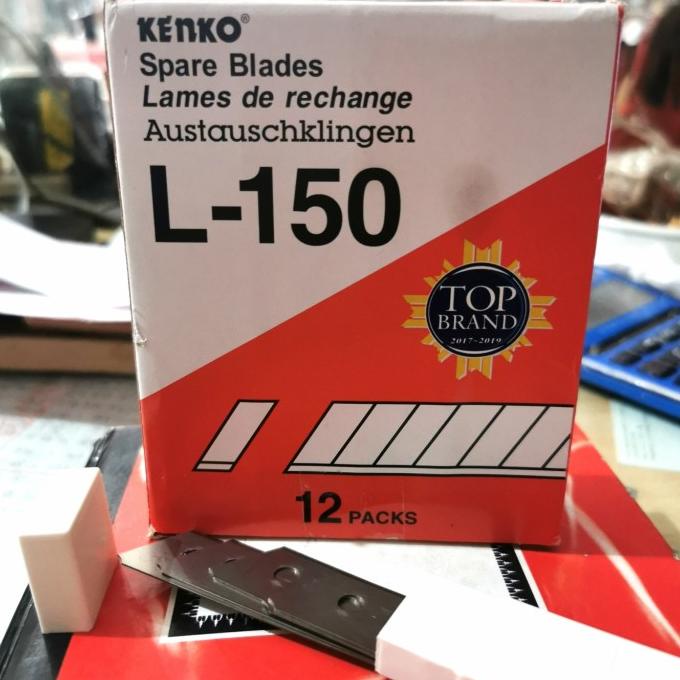 KENKO®
Spare Blades
Lames de rechange
Austauschklingen
L-150
TOP
BRAND
2017~2019
12 PACKS